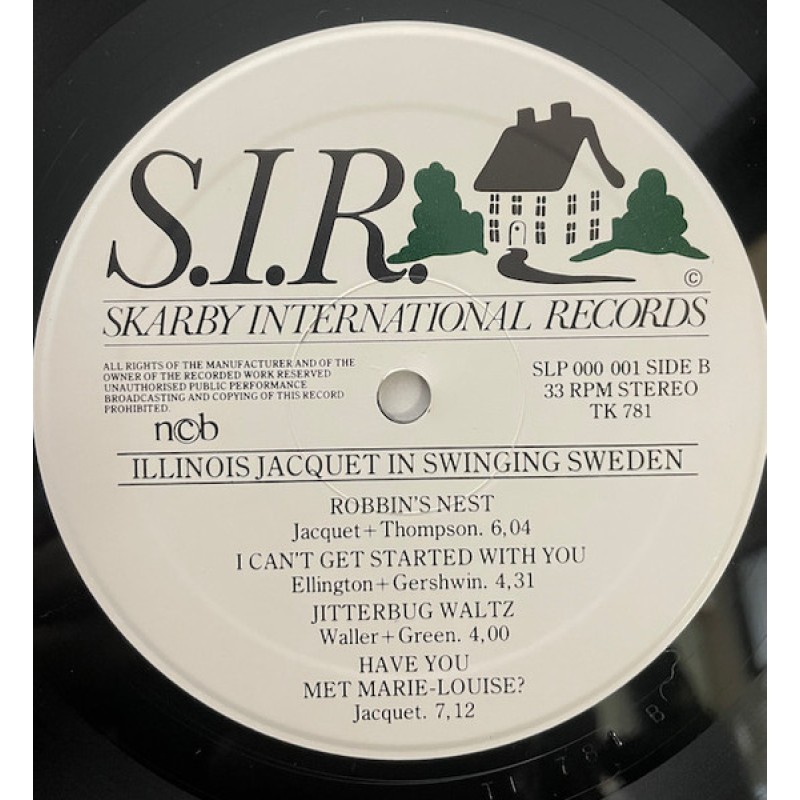 S.I.R.
©
SKARBY INTERNATIONAL RECORDS
ALL RIGHTS OF THE MANUFACTURER AND OF THE
OWNER OF THE RECORDED WORK RESERVED
UNAUTHORISED PUBLIC PERFORMANCE
BROADCASTING AND COPYING OF THIS RECORD
PROHIBITED.
ncb
SLP 000 001 SIDE B
33 RPM STEREO
TK 781
ILLINOIS JACQUET IN SWINGING SWEDEN
ROBBIN'S NEST
Jacquet+Thompson. 6,04
I CAN'T GET STARTED WITH YOU
Ellington+Gershwin. 4,31
JITTERBUG WALTZ
Waller+Green. 4,00
HAVE YOU
MET MARIE-LOUISE?
Jacquet. 7,12
781 B